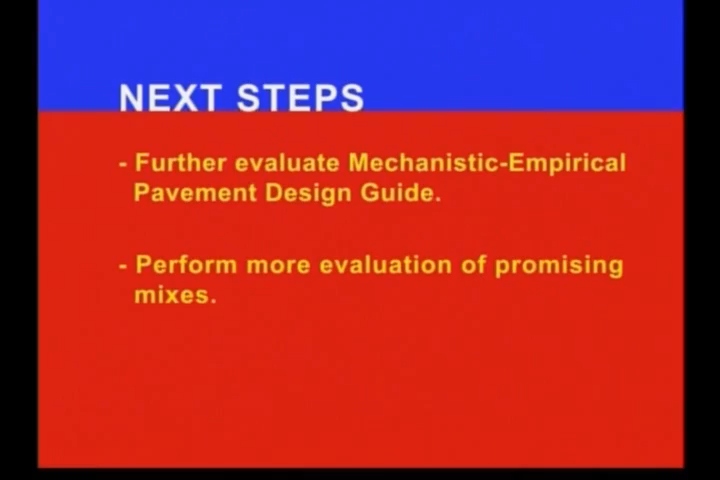 NEXT STEPS
- Further evaluate Mechanistic-Empirical
Pavement Design Guide.
- Perform more evaluation of promising
mixes.